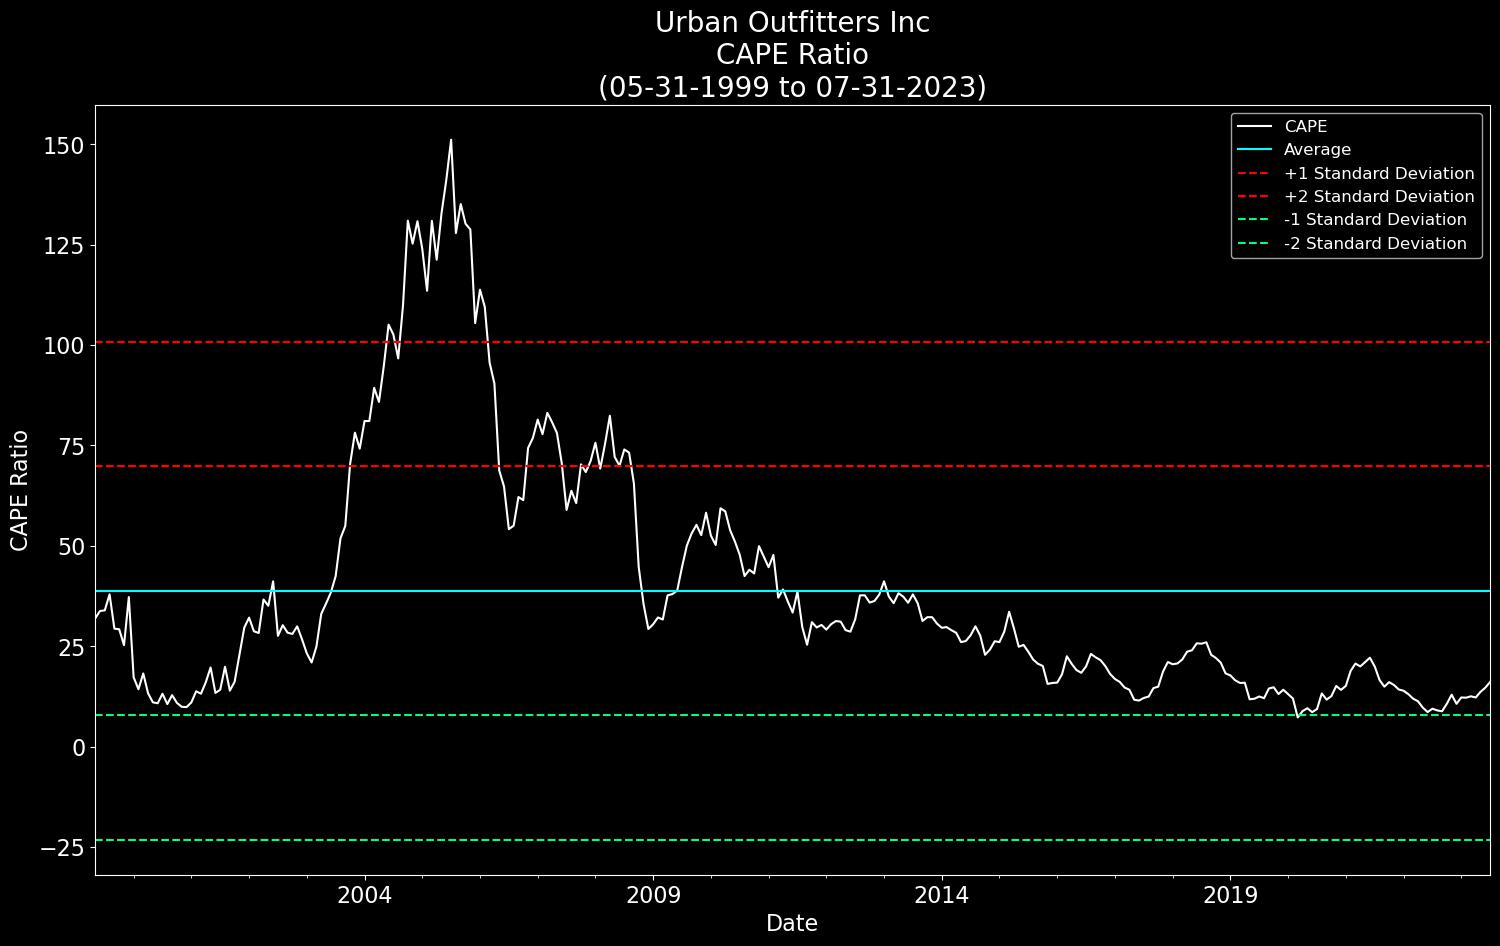 Urban Outfitters Inc
CAPE Ratio
(05-31-1999 to 07-31-2023)
CAPE
Average
+1 Standard Deviation
+2 Standard Deviation
-1 Standard Deviation
-2 Standard Deviation
CAPE Ratio
150
125
100
75
50
25
0
−25
2004
2009
2014
2019
Date